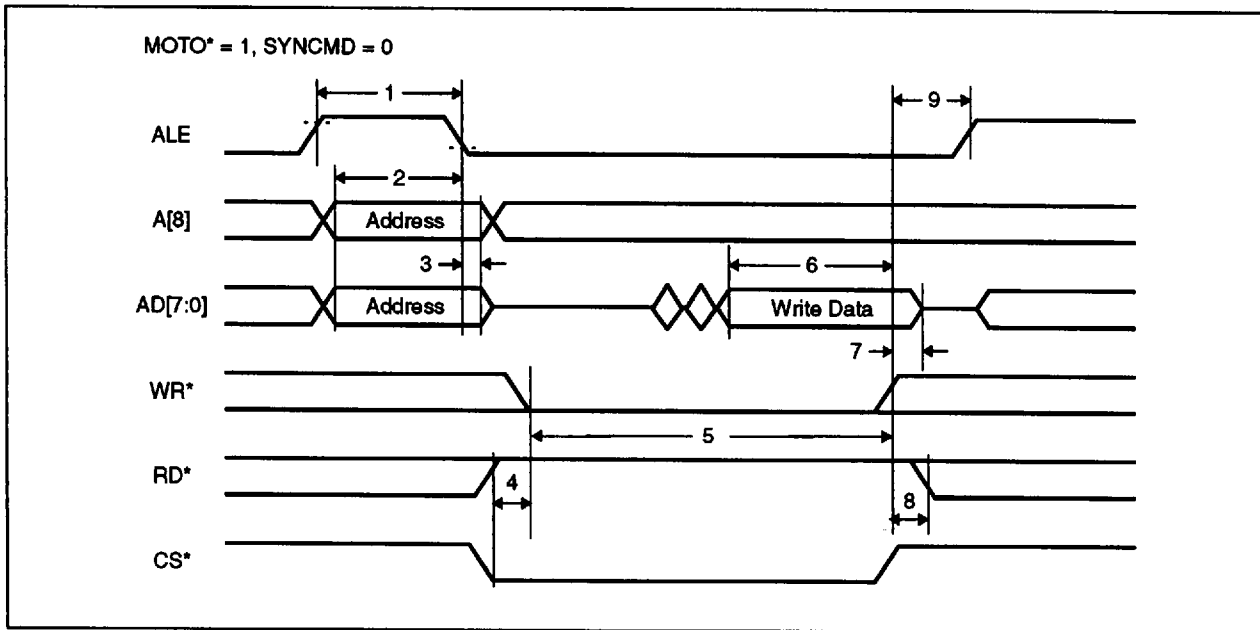 MOTO* = 1, SYNCMD = 0
1
9
ALE
2
A[8]
Address
3
6
AD[7:0]
Address
Write Data
7
WR*
5
RD*
4
8
CS*